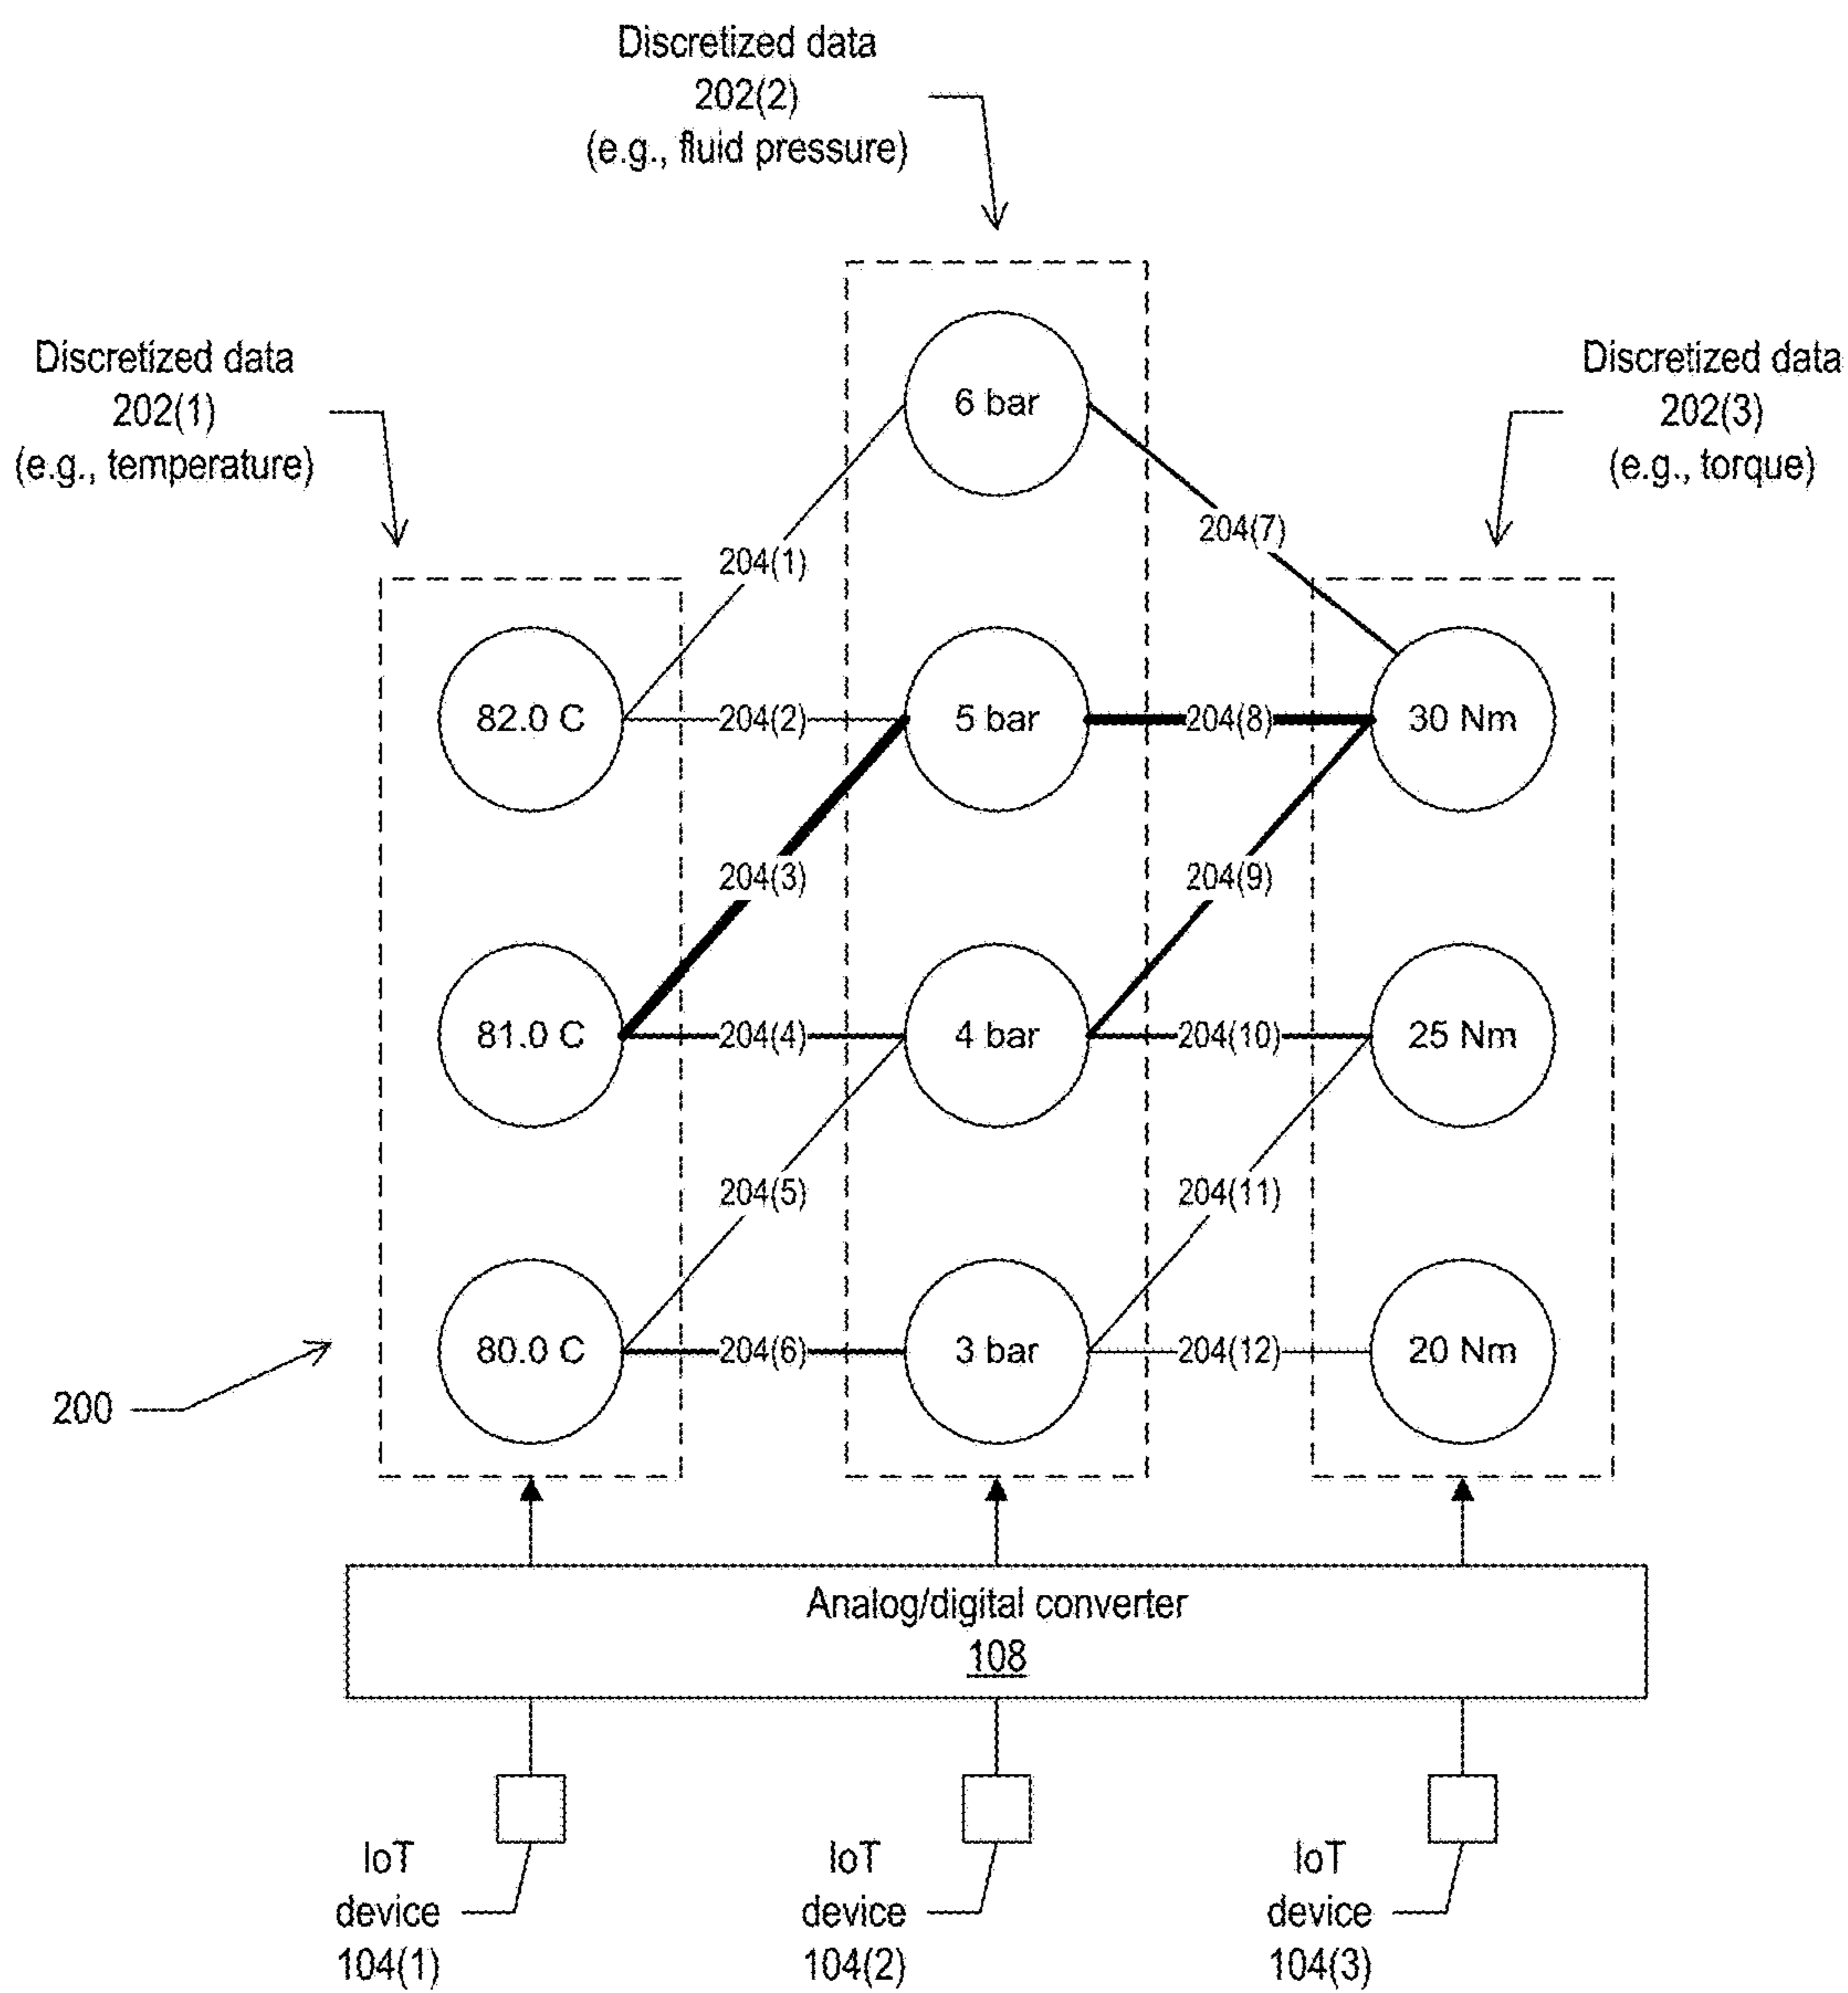 Discretized data
202(2)
(e.g., fluid pressure)
Discretized data
202(1)
(e.g., temperature)
Discretized data
202(3)
(e.g., torque)
6 bar
204(1)
204(7)
82.0 C
204(2)
5 bar
204(8)
30 Nm
204(3)
204(9)
81.0 C
204(4)
4 bar
204(10)
25 Nm
204(5)
204(11)
80.0 C
204(6)
3 bar
204(12)
20 Nm
200
Analog/digital converter
108
IoT
device
104(1)
IoT
device
104(2)
IoT
device
104(3)